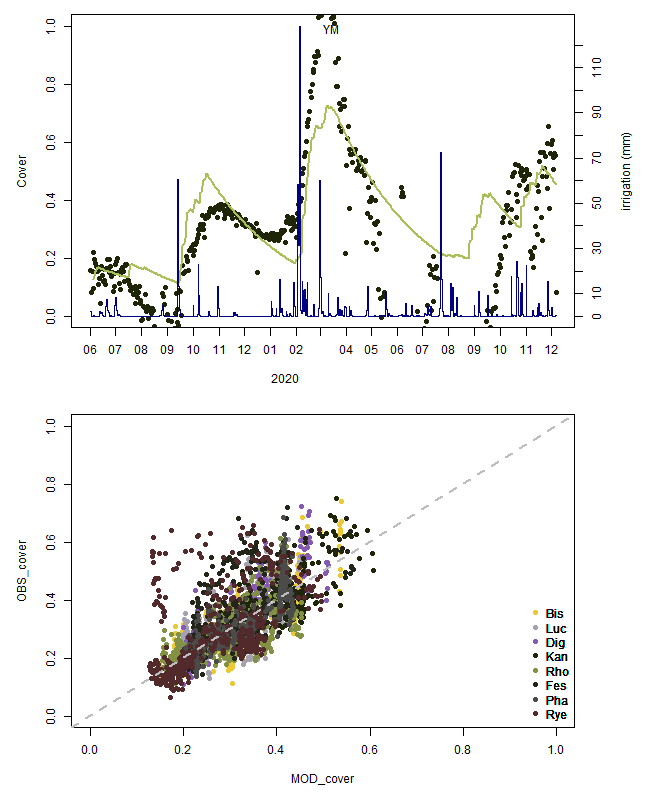 YM
1.0
0.8
0.6
0.4
0.2
0.0
Cover
110
90
70
50
30
10
0
irrigation (mm)
06 07 08 09 10 11 12 01 02 04 05 06 07 08 09 10 11 12
2020
1.0
0.8
0.6
0.4
0.2
0.0
OBS_cover
Bis
Luc
Dig
Kan
Rho
Fes
Pha
Rye
0.0 0.2 0.4 0.6 0.8 1.0
MOD_cover